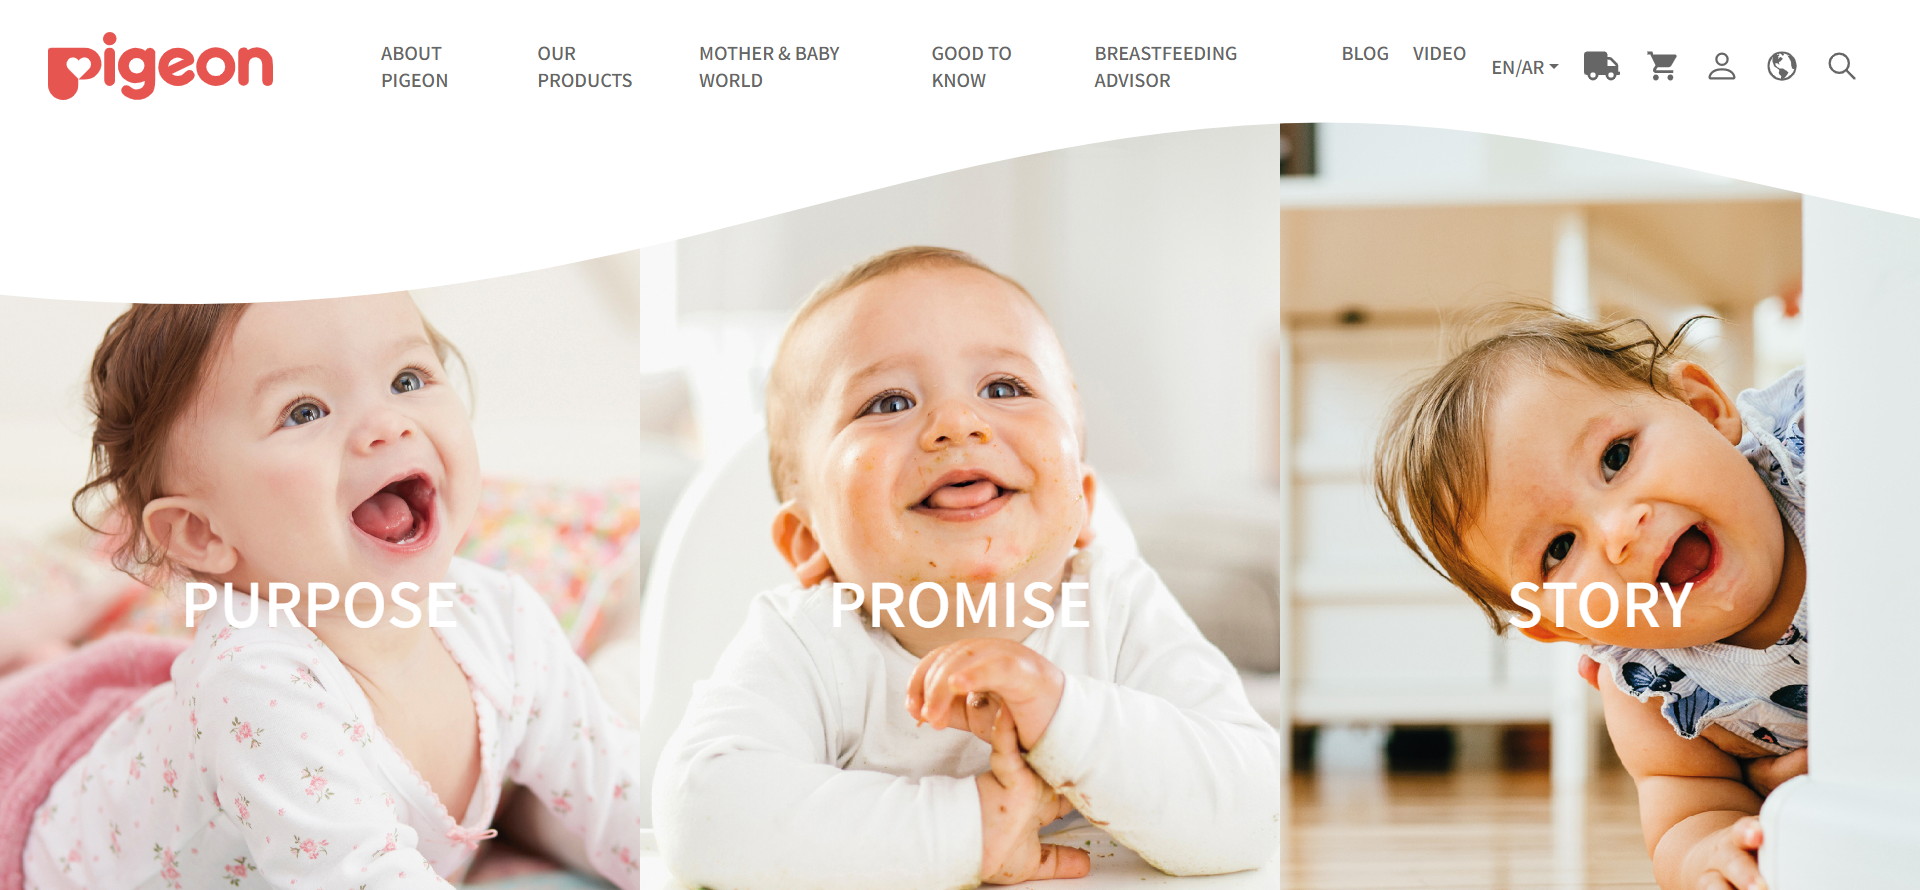 pigeon
ABOUT
PIGEON
OUR
PRODUCTS
MOTHER & BABY
WORLD
GOOD TO
KNOW
BREASTFEEDING
ADVISOR
BLOG
VIDEO
EN/AR
PURPOSE
PROMISE
STORY